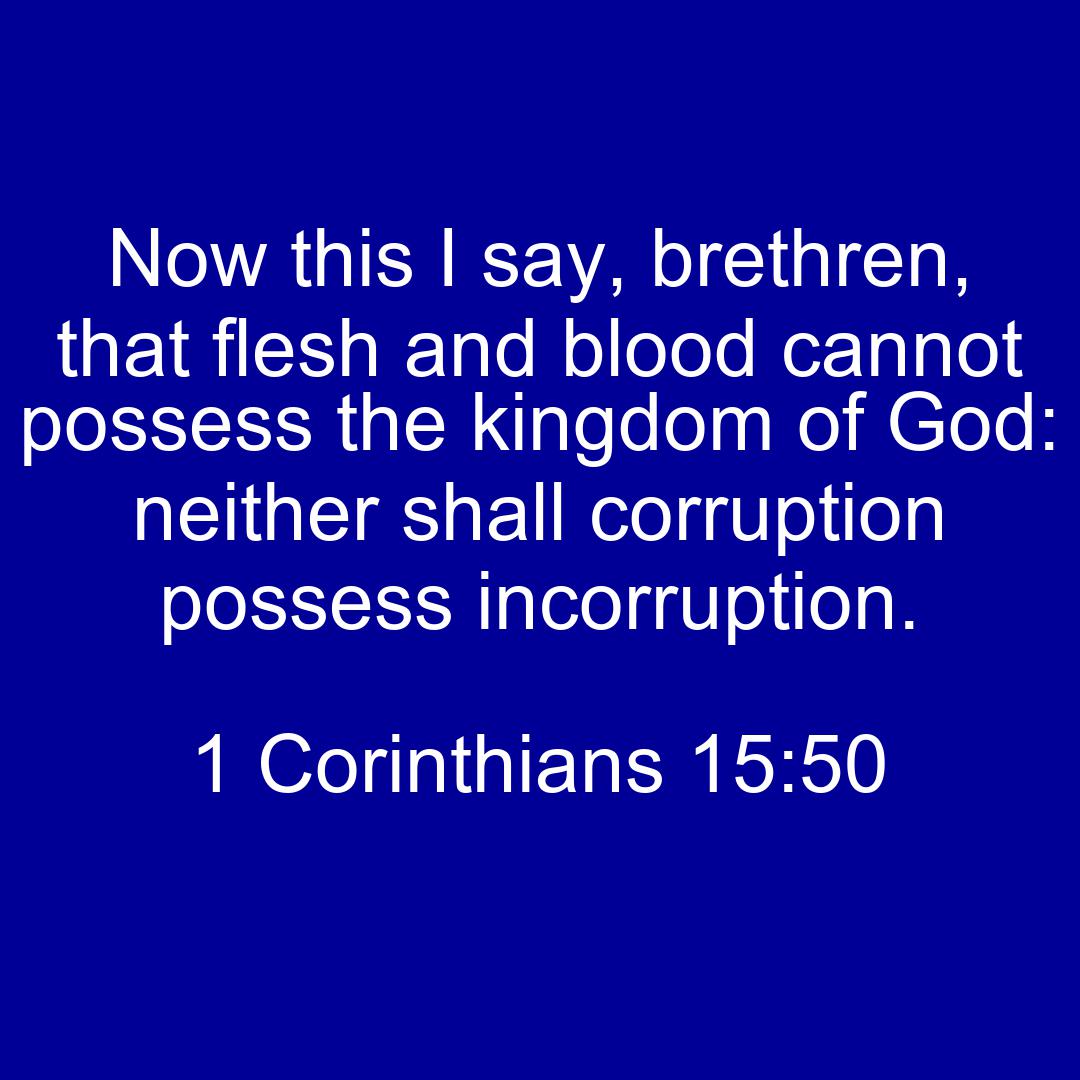 Now this I say, brethren,
that flesh and blood cannot
possess the kingdom of God:
neither shall corruption
possess incorruption.
1 Corinthians 15:50